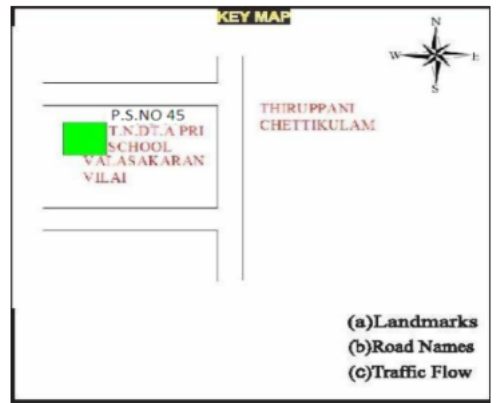 KEY MAP
N
W E
S
P.S.NO 45
T.N.DT.A PRI
SCHOOL
VALASAKARAN
VILAI
THIRUPPANI
CHETTIKULAM
(a)Landmarks
(b)Road Names
(c)Traffic Flow